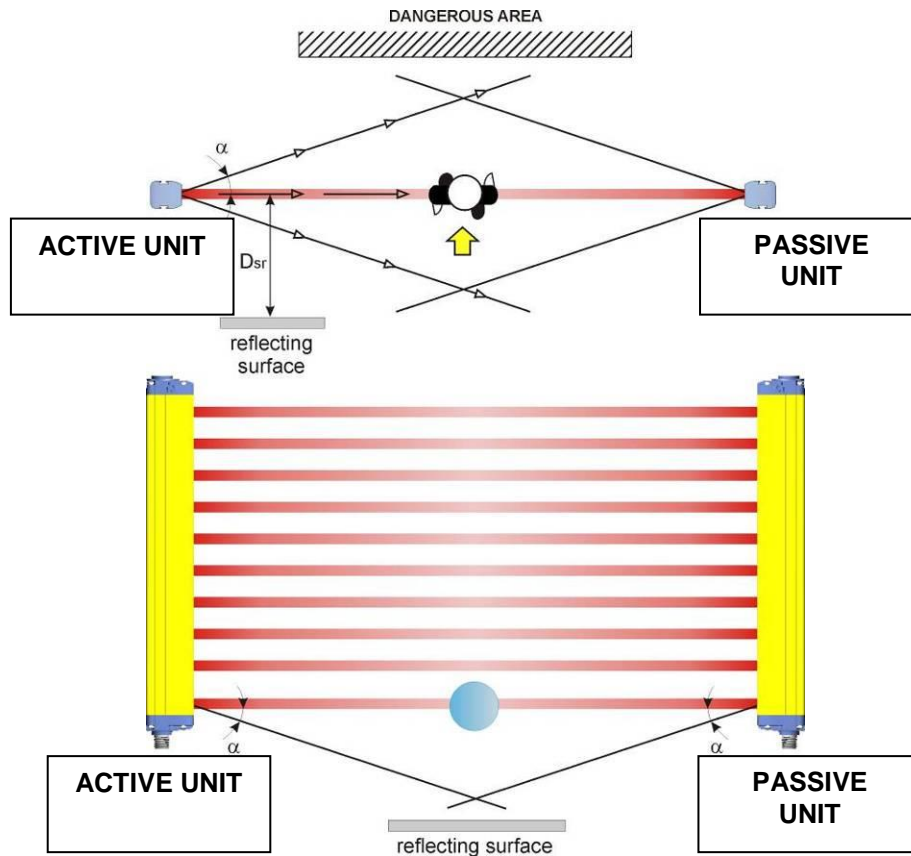 DANGEROUS AREA
α
ACTIVE UNIT
Dsr
PASSIVE
UNIT
reflecting
surface
α
α
ACTIVE UNIT
PASSIVE
UNIT
reflecting surface